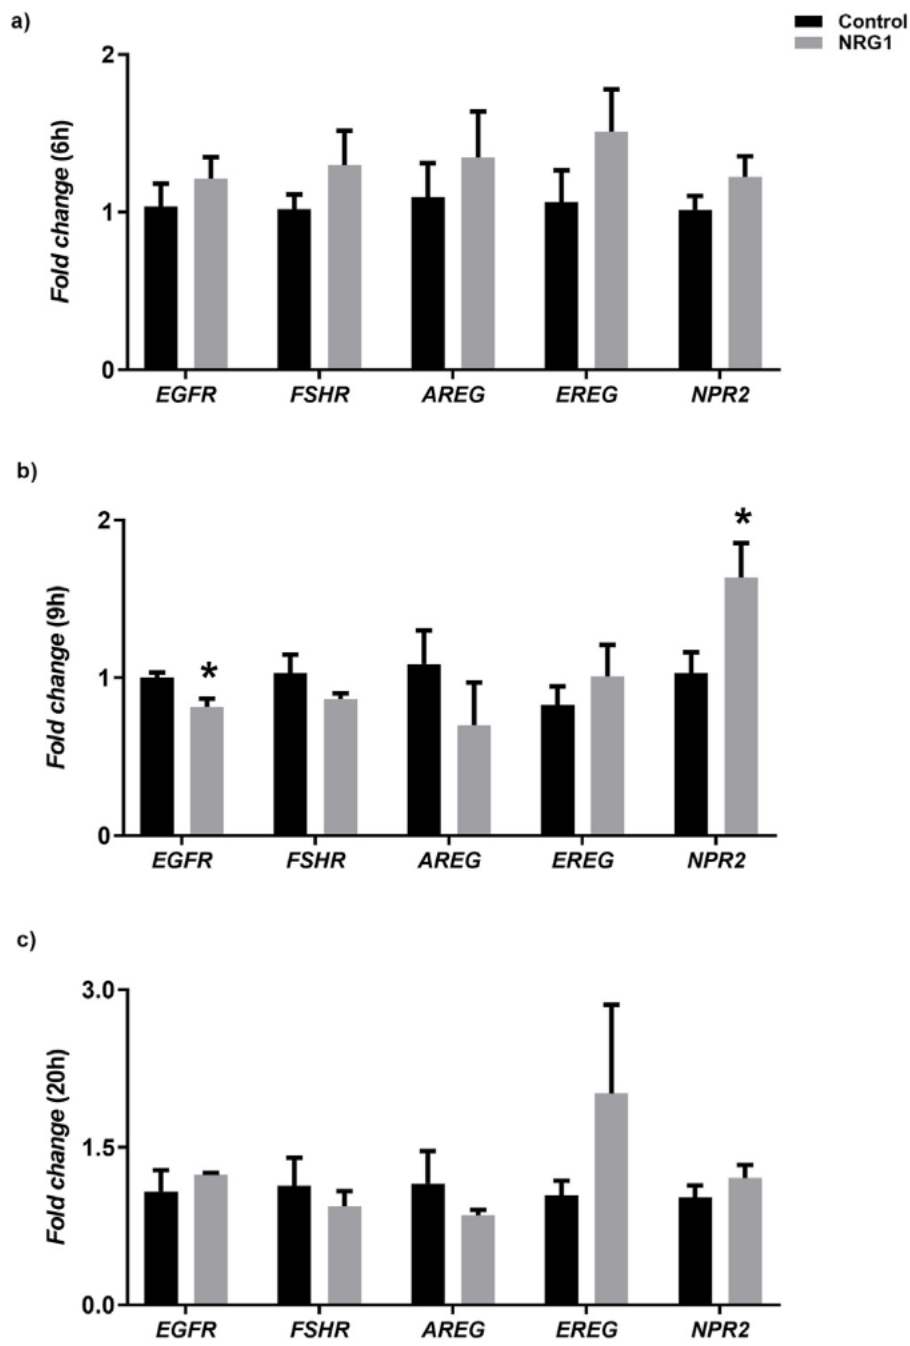 a)
Control
NRG1
2
1
0
Fold change (6h)
EGFR FSHR AREG EREG NPR2
b)
2
1
0
Fold change (9h)
*
*
EGFR FSHR AREG EREG NPR2
c)
3.0
1.5
0.0
Fold change (20h)
EGFR FSHR AREG EREG NPR2